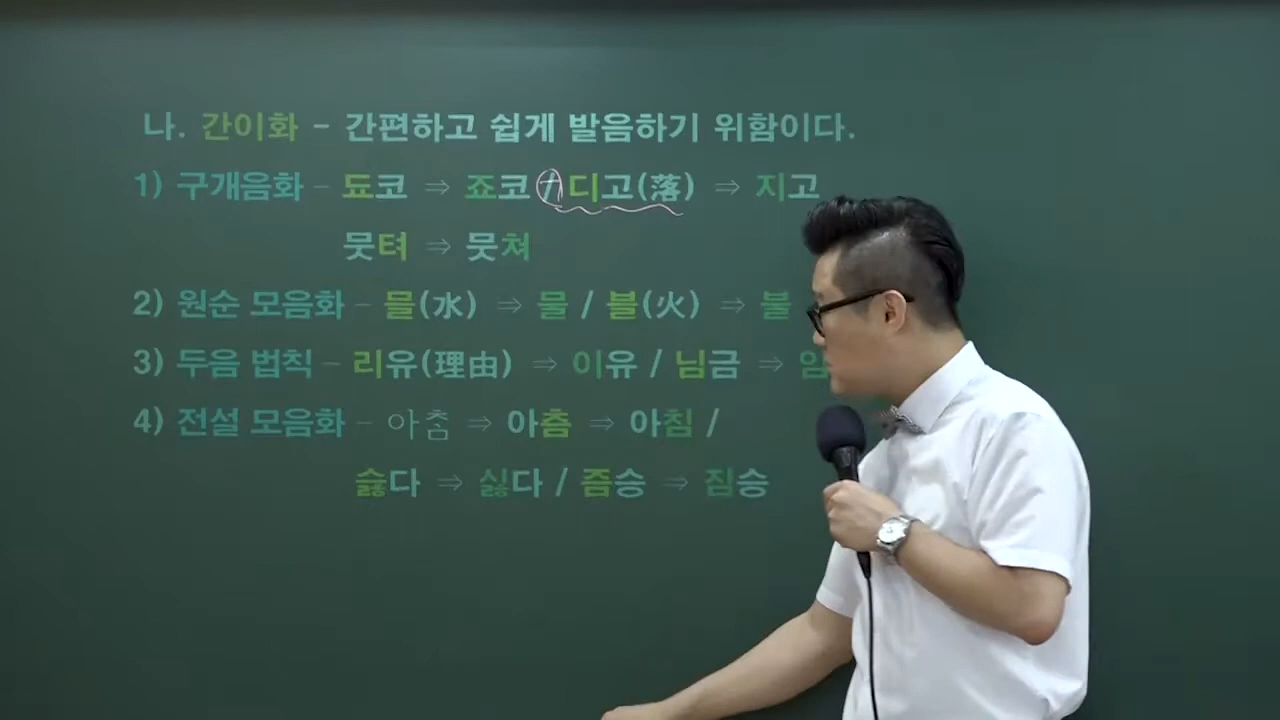 나. 간이화 - 간편하고 쉽게 발음하기 위함이다.
1) 구개음화 - 됴코 ⇒ 죠코 / 디고(落) ⇒ 지고
뭇텨 ⇒ 뭇쳐
2) 원순 모음화 - 믈(水) ⇒ 물 / 블(火) ⇒ 불
3) 두음 법칙 - 리유(理由) ⇒ 이유 / 님금 ⇒ 임
4) 전설 모음화 - 아ᄎᆞᆷ ⇒ 아츰 ⇒ 아침 /
슳다 ⇒ 싫다 / 즘승 ⇒ 짐승